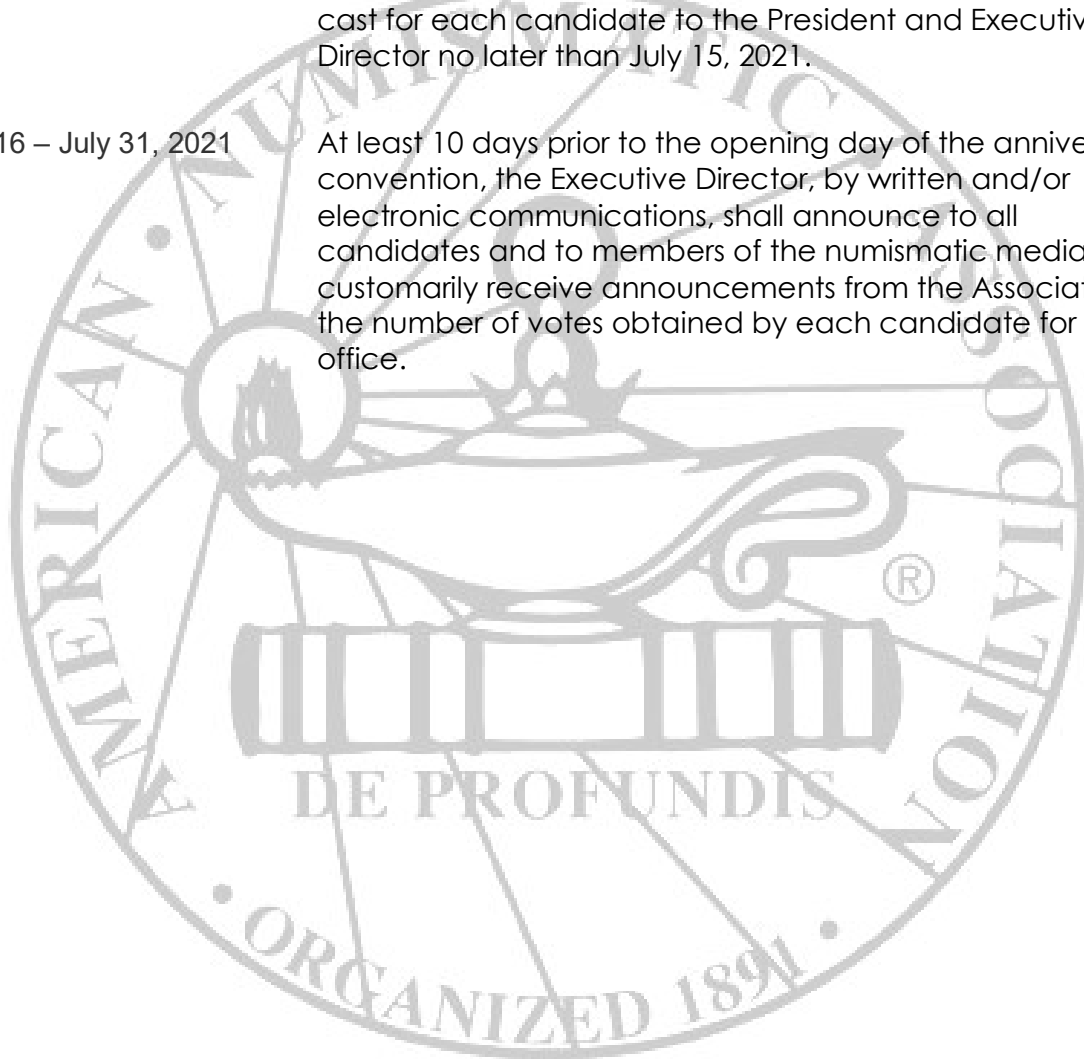 cast for each candidate to the President and Executiv
Director no later than July 15, 2021.
16 – July 31, 2021
At least 10 days prior to the opening day of the annive
convention, the Executive Director, by written and/or
electronic communications, shall announce to all
candidates and to members of the numismatic media
customarily receive announcements from the Associat
the number of votes obtained by each candidate for
office.
AMERICAN • NUMISMATIC ASSOCIATION
®
DE PROFUNDIS
• ORGANIZED 1891 •